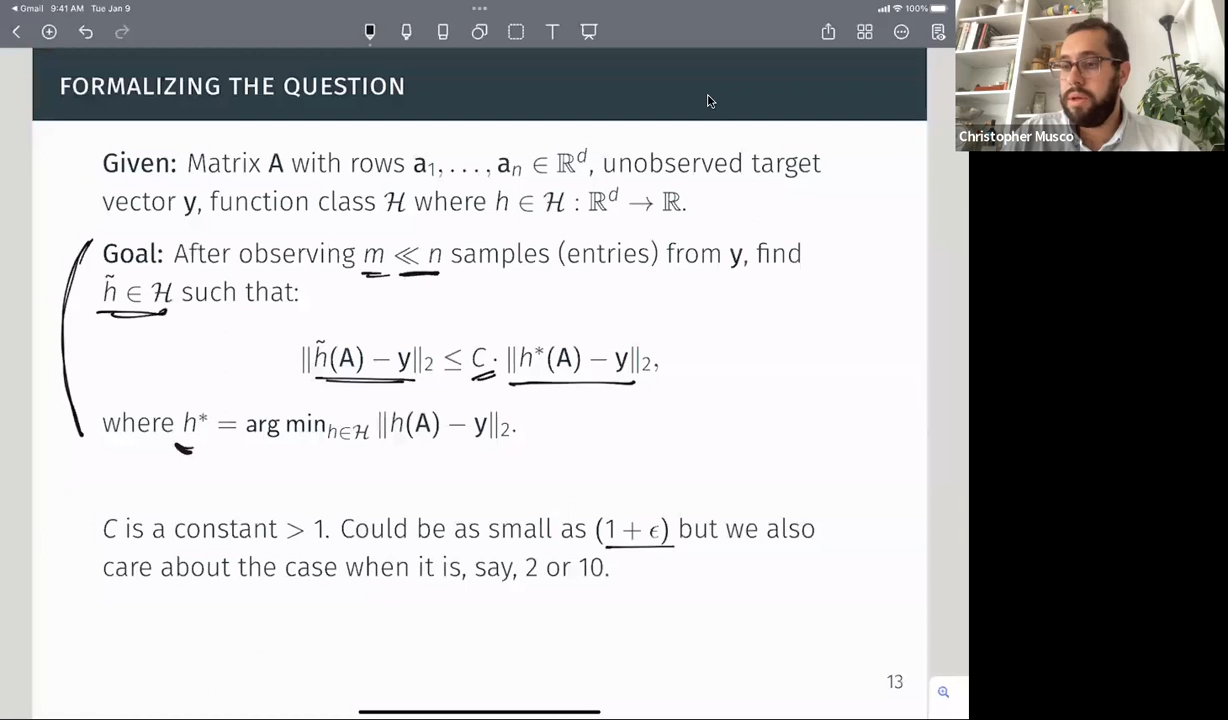 Gmail 9:41 AM Tue Jan 9 100%
FORMALIZING THE QUESTION
Christopher Musco
Given: Matrix A with rows a₁, . . . , aₙ ∈ ℝᵈ, unobserved target
vector y, function class ℋ where h ∈ ℋ : ℝᵈ → ℝ.
Goal: After observing m ≪ n samples (entries) from y, find
h̃ ∈ ℋ such that:
‖h̃(A) − y‖₂ ≤ C · ‖h*(A) − y‖₂,
where h* = arg min_{h∈ℋ} ‖h(A) − y‖₂.
C is a constant > 1. Could be as small as (1 + ϵ) but we also
care about the case when it is, say, 2 or 10.
13